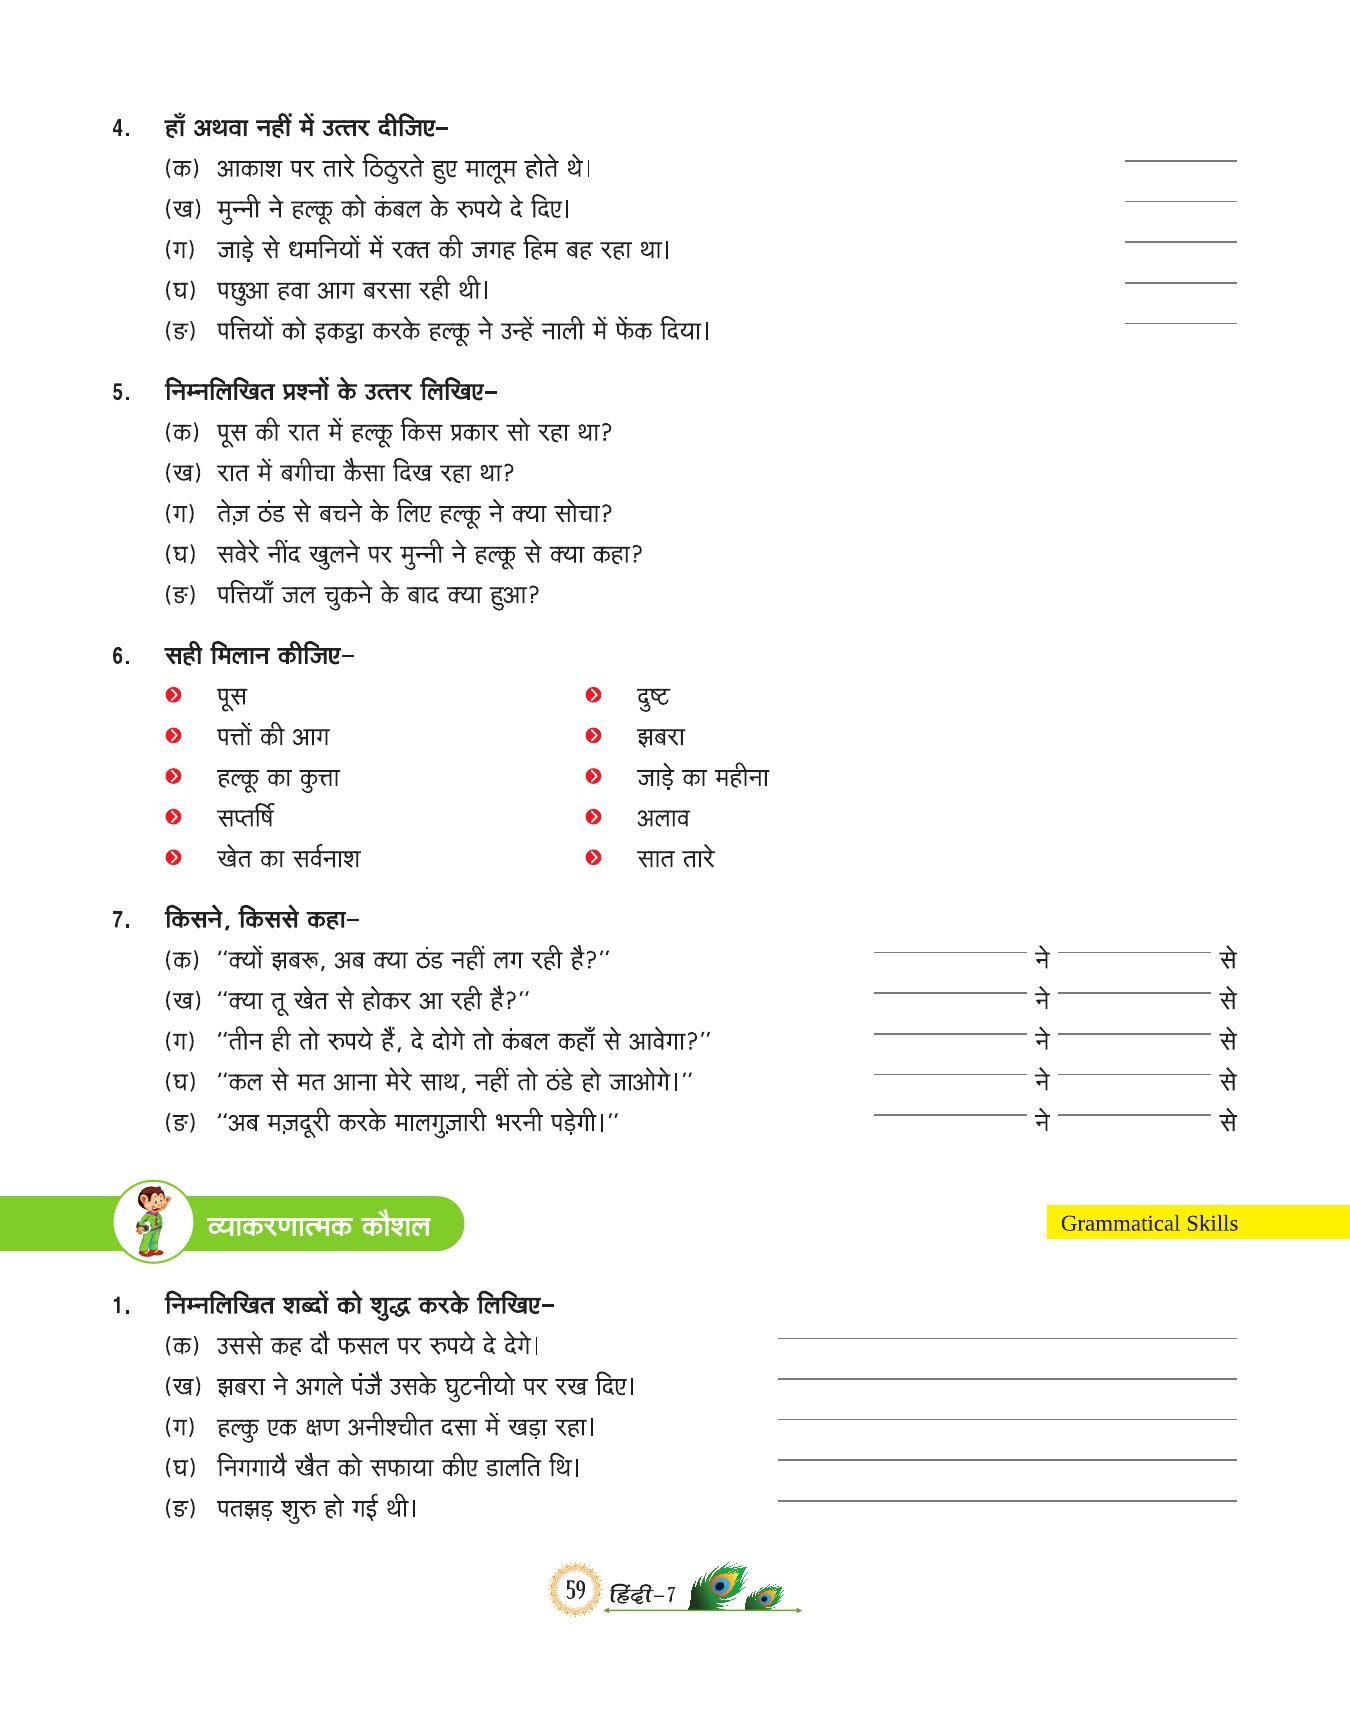 4. हाँ अथवा नहीं में उत्तर दीजिए–
(क) आकाश पर तारे ठिठुरते हुए मालूम होते थे।
(ख) मुन्नी ने हल्कू को कंबल के रुपये दे दिए।
(ग) जाड़े से धमनियों में रक्त की जगह हिम बह रहा था।
(घ) पछुआ हवा आग बरसा रही थी।
(ङ) पत्तियों को इकट्ठा करके हल्कू ने उन्हें नाली में फेंक दिया।
5. निम्नलिखित प्रश्नों के उत्तर लिखिए–
(क) पूस की रात में हल्कू किस प्रकार सो रहा था?
(ख) रात में बगीचा कैसा दिख रहा था?
(ग) तेज़ ठंड से बचने के लिए हल्कू ने क्या सोचा?
(घ) सवेरे नींद खुलने पर मुन्नी ने हल्कू से क्या कहा?
(ङ) पत्तियाँ जल चुकने के बाद क्या हुआ?
6. सही मिलान कीजिए–
पूस दुष्ट
पत्तों की आग झबरा
हल्कू का कुत्ता जाड़े का महीना
सप्तर्षि अलाव
खेत का सर्वनाश सात तारे
7. किसने, किससे कहा–
(क) ‘‘क्यों झबरू, अब क्या ठंड नहीं लग रही है?’’ ने से
(ख) ‘‘क्या तू खेत से होकर आ रही है?’’ ने से
(ग) ‘‘तीन ही तो रुपये हैं, दे दोगे तो कंबल कहाँ से आवेगा?’’ ने से
(घ) ‘‘कल से मत आना मेरे साथ, नहीं तो ठंडे हो जाओगे।’’ ने से
(ङ) ‘‘अब मज़दूरी करके मालगुज़ारी भरनी पड़ेगी।’’ ने से
व्याकरणात्मक कौशल Grammatical Skills
1. निम्नलिखित शब्दों को शुद्ध करके लिखिए–
(क) उससे कह दौ फसल पर रुपये दे देगे।
(ख) झबरा ने अगले पंजै उसके घुटनीयो पर रख दिए।
(ग) हल्कु एक क्षण अनीश्चीत दसा में खड़ा रहा।
(घ) निगगायै खैत को सफाया कीए डालति थि।
(ङ) पतझड़ शुरु हो गई थी।
59 हिंदी–7